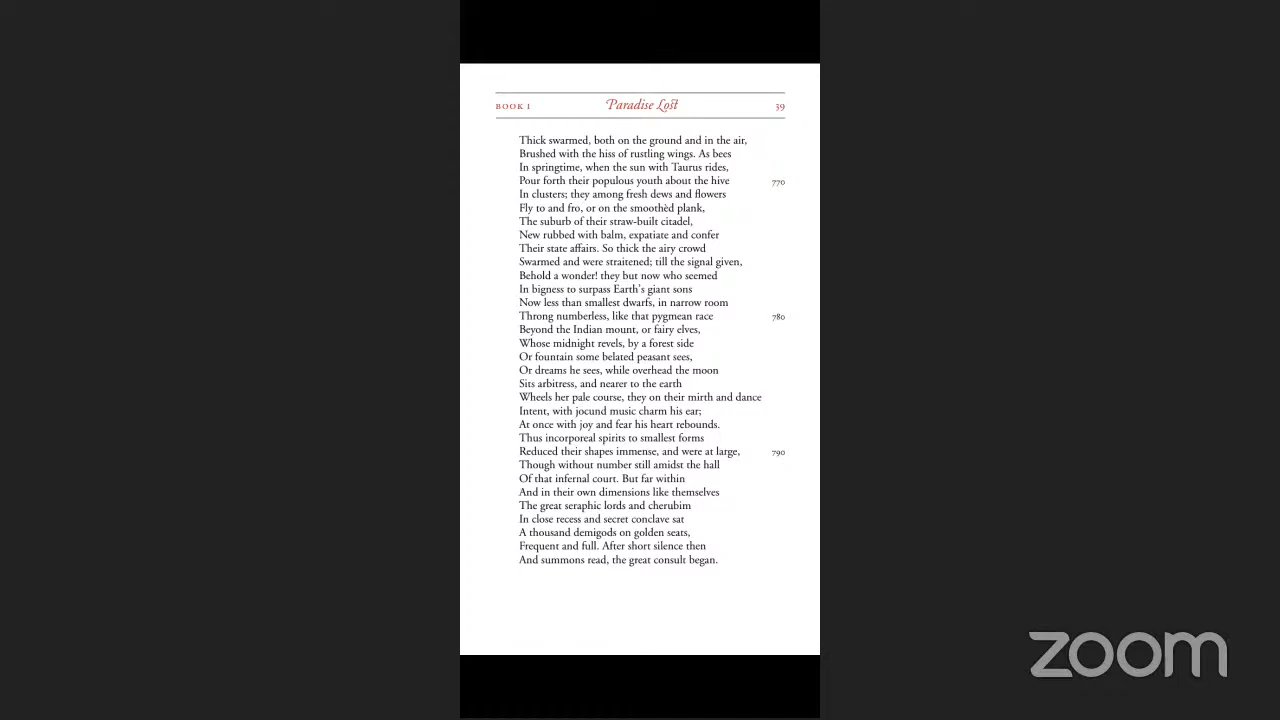 BOOK I Paradise Lost 39
Thick swarmed, both on the ground and in the air,
Brushed with the hiss of rustling wings. As bees
In springtime, when the sun with Taurus rides,
Pour forth their populous youth about the hive 770
In clusters; they among fresh dews and flowers
Fly to and fro, or on the smoothèd plank,
The suburb of their straw-built citadel,
New rubbed with balm, expatiate and confer
Their state affairs. So thick the airy crowd
Swarmed and were straitened; till the signal given,
Behold a wonder! they but now who seemed
In bigness to surpass Earth's giant sons
Now less than smallest dwarfs, in narrow room
Throng numberless, like that pygmean race 780
Beyond the Indian mount, or fairy elves,
Whose midnight revels, by a forest side
Or fountain some belated peasant sees,
Or dreams he sees, while overhead the moon
Sits arbitress, and nearer to the earth
Wheels her pale course, they on their mirth and dance
Intent, with jocund music charm his ear;
At once with joy and fear his heart rebounds.
Thus incorporeal spirits to smallest forms
Reduced their shapes immense, and were at large, 790
Though without number still amidst the hall
Of that infernal court. But far within
And in their own dimensions like themselves
The great seraphic lords and cherubim
In close recess and secret conclave sat
A thousand demigods on golden seats,
Frequent and full. After short silence then
And summons read, the great consult began.
zoom